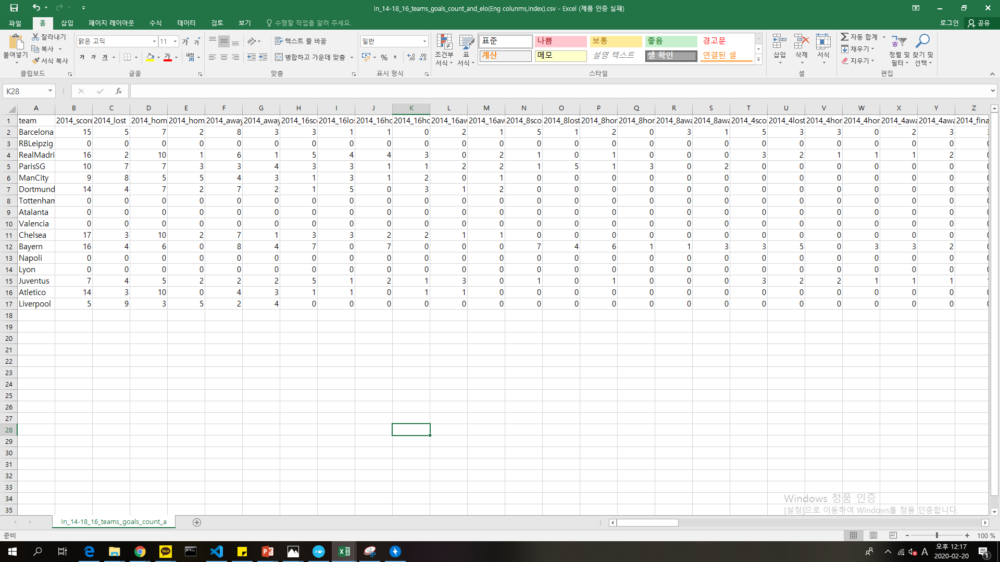 In_14-18_16_teams_goals_count_and_elo(Eng colunms,index).csv - Excel (제품 인증 실패)
파일 홈 삽입 페이지 레이아웃 수식 데이터 검토 보기 수행할 작업을 알려 주세요. 로그인 공유
붙여넣기 잘라내기 복사 서식 복사 클립보드
맑은 고딕 11 가 가 가 가 가 가 내천 글꼴
텍스트 줄 바꿈 병합하고 가운데 맞춤 맞춤
일반 % 표시 형식
조건부 서식 표 서식
표준 나쁨 보통 좋음 경고문
계산 메모 설명 텍스트 셀 확인 연결된 셀
스타일
삽입 삭제 서식 셀
자동 합계 채우기 지우기 정렬 및 필터 찾기 및 선택 편집
K28 fx
A B C D E F G H I J K L M N O P Q R S T U V W X Y Z
1 team 2014_score 2014_lost 2014_hom 2014_hom 2014_away 2014_away 2014_16sco 2014_16los 2014_16ho 2014_16ho 2014_16aw 2014_16aw 2014_8sco 2014_8lost 2014_8hor 2014_8hor 2014_8awa 2014_8awa 2014_4sco 2014_4lost 2014_4hor 2014_4hor 2014_4awa 2014_4awa 2014_fina
2 Barcelona 15 5 7 2 8 3 3 1 1 0 2 1 5 1 2 0 3 1 5 3 3 0 2 3 3
3 RBLeipzig 0 0 0 0 0 0 0 0 0 0 0 0 0 0 0 0 0 0 0 0 0 0 0 0 0
4 RealMadri 16 2 10 1 6 1 5 4 4 3 0 2 1 0 1 0 0 0 3 2 1 1 1 2 0
5 ParisSG 10 7 7 3 3 4 3 3 1 1 2 2 1 5 1 3 0 2 0 0 0 0 0 0 0
6 ManCity 9 8 5 5 4 3 1 3 1 2 0 1 0 0 0 0 0 0 0 0 0 0 0 0 0
7 Dortmund 14 4 7 2 7 2 1 5 0 3 1 2 0 0 0 0 0 0 0 0 0 0 0 0 0
8 Tottenham 0 0 0 0 0 0 0 0 0 0 0 0 0 0 0 0 0 0 0 0 0 0 0 0 0
9 Atalanta 0 0 0 0 0 0 0 0 0 0 0 0 0 0 0 0 0 0 0 0 0 0 0 0 0
10 Valencia 0 0 0 0 0 0 0 0 0 0 0 0 0 0 0 0 0 0 0 0 0 0 0 0 0
11 Chelsea 17 3 10 2 7 1 3 3 2 2 1 1 0 0 0 0 0 0 0 0 0 0 0 0 0
12 Bayern 16 4 6 0 8 4 7 0 7 0 0 0 7 4 6 1 1 3 3 5 0 3 3 2 0
13 Napoli 0 0 0 0 0 0 0 0 0 0 0 0 0 0 0 0 0 0 0 0 0 0 0 0 0
14 Lyon 0 0 0 0 0 0 0 0 0 0 0 0 0 0 0 0 0 0 0 0 0 0 0 0 0
15 Juventus 7 4 5 2 2 2 5 1 2 1 3 0 1 0 1 0 0 0 3 2 2 1 1 1 1
16 Atletico 14 3 10 0 4 3 1 1 0 1 1 0 0 0 0 0 0 0 0 0 0 0 0 0 0
17 Liverpool 5 9 3 5 2 4 0 0 0 0 0 0 0 0 0 0 0 0 0 0 0 0 0 0 0
18
19
20
21
22
23
24
25
26
27
28
29
30
31
32
33
34
35
Windows 정품 인증
[설정]으로 이동하여 Windows를 정품 인증합니다.
In_14-18_16_teams_goals_count_a
준비 100 %
TALK A 오후 12:17
2020-02-20 1